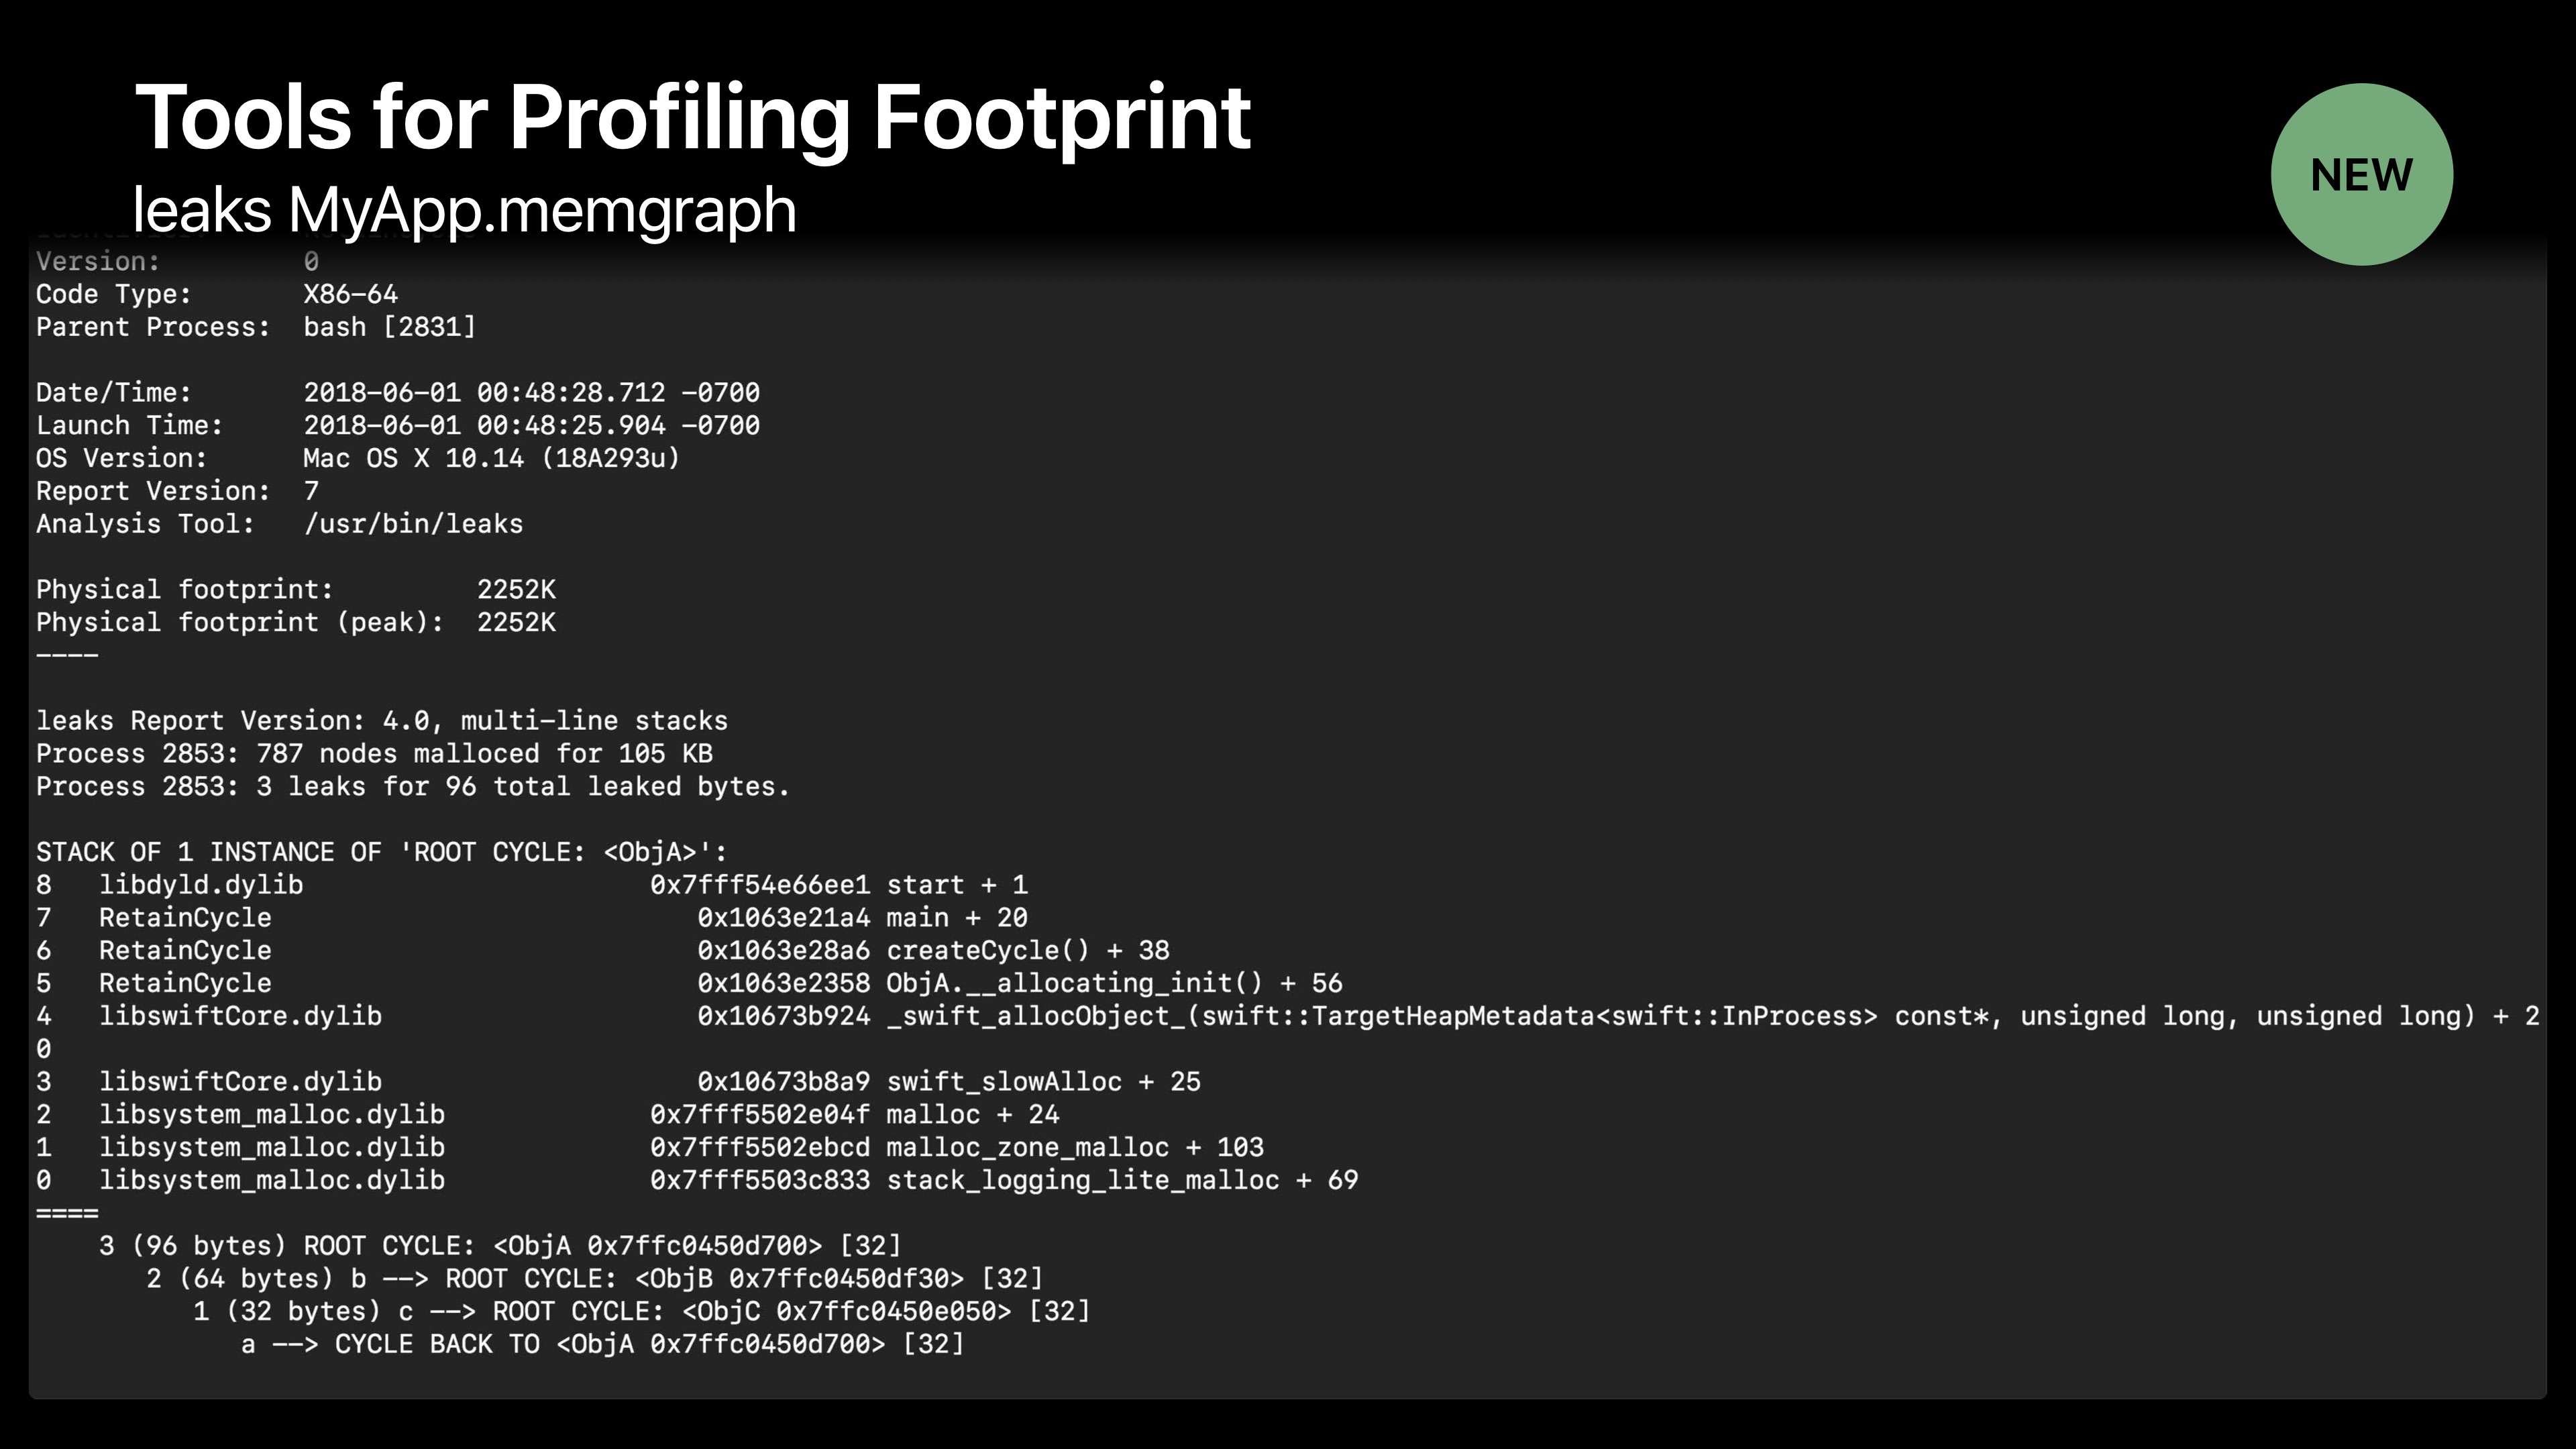 Tools for Profiling Footprint
NEW
leaks MyApp.memgraph
Version: 0
Code Type: X86-64
Parent Process: bash [2831]
Date/Time: 2018-06-01 00:48:28.712 -0700
Launch Time: 2018-06-01 00:48:25.904 -0700
OS Version: Mac OS X 10.14 (18A293u)
Report Version: 7
Analysis Tool: /usr/bin/leaks
Physical footprint: 2252K
Physical footprint (peak): 2252K
----
leaks Report Version: 4.0, multi-line stacks
Process 2853: 787 nodes malloced for 105 KB
Process 2853: 3 leaks for 96 total leaked bytes.
STACK OF 1 INSTANCE OF 'ROOT CYCLE: <ObjA>':
8 libdyld.dylib 0x7fff54e66ee1 start + 1
7 RetainCycle 0x1063e21a4 main + 20
6 RetainCycle 0x1063e28a6 createCycle() + 38
5 RetainCycle 0x1063e2358 ObjA.__allocating_init() + 56
4 libswiftCore.dylib 0x10673b924 _swift_allocObject_(swift::TargetHeapMetadata<swift::InProcess> const*, unsigned long, unsigned long) + 2
0
3 libswiftCore.dylib 0x10673b8a9 swift_slowAlloc + 25
2 libsystem_malloc.dylib 0x7fff5502e04f malloc + 24
1 libsystem_malloc.dylib 0x7fff5502ebcd malloc_zone_malloc + 103
0 libsystem_malloc.dylib 0x7fff5503c833 stack_logging_lite_malloc + 69
====
3 (96 bytes) ROOT CYCLE: <ObjA 0x7ffc0450d700> [32]
2 (64 bytes) b --> ROOT CYCLE: <ObjB 0x7ffc0450df30> [32]
1 (32 bytes) c --> ROOT CYCLE: <ObjC 0x7ffc0450e050> [32]
a --> CYCLE BACK TO <ObjA 0x7ffc0450d700> [32]